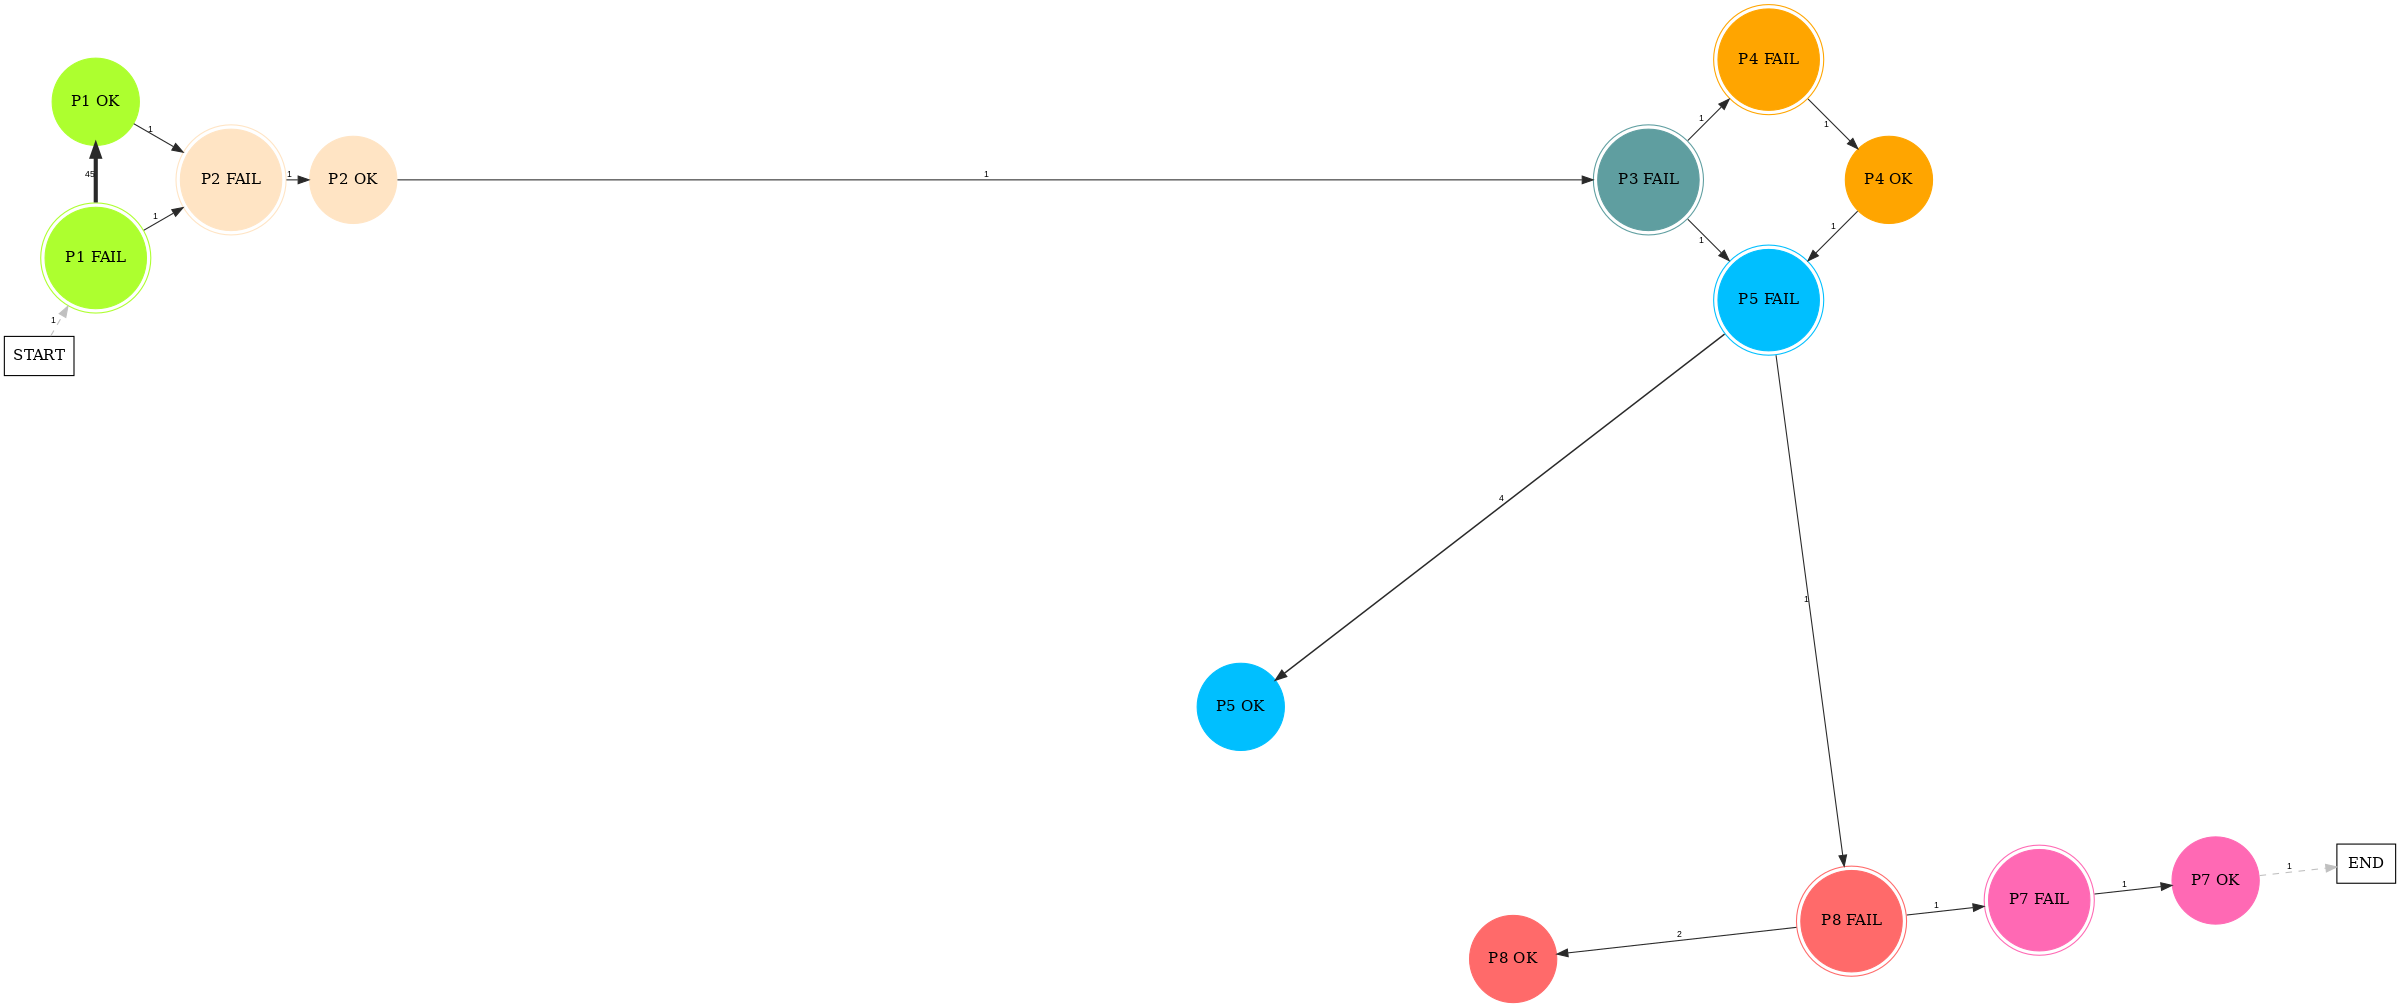 P4 FAIL
P1 OK
1
1
1
P2 FAIL
1
P2 OK
1
P3 FAIL
P4 OK
45
1
1
1
P1 FAIL
P5 FAIL
1
START
4
1
P5 OK
1
END
1
P7 OK
1
P7 FAIL
P8 FAIL
2
P8 OK